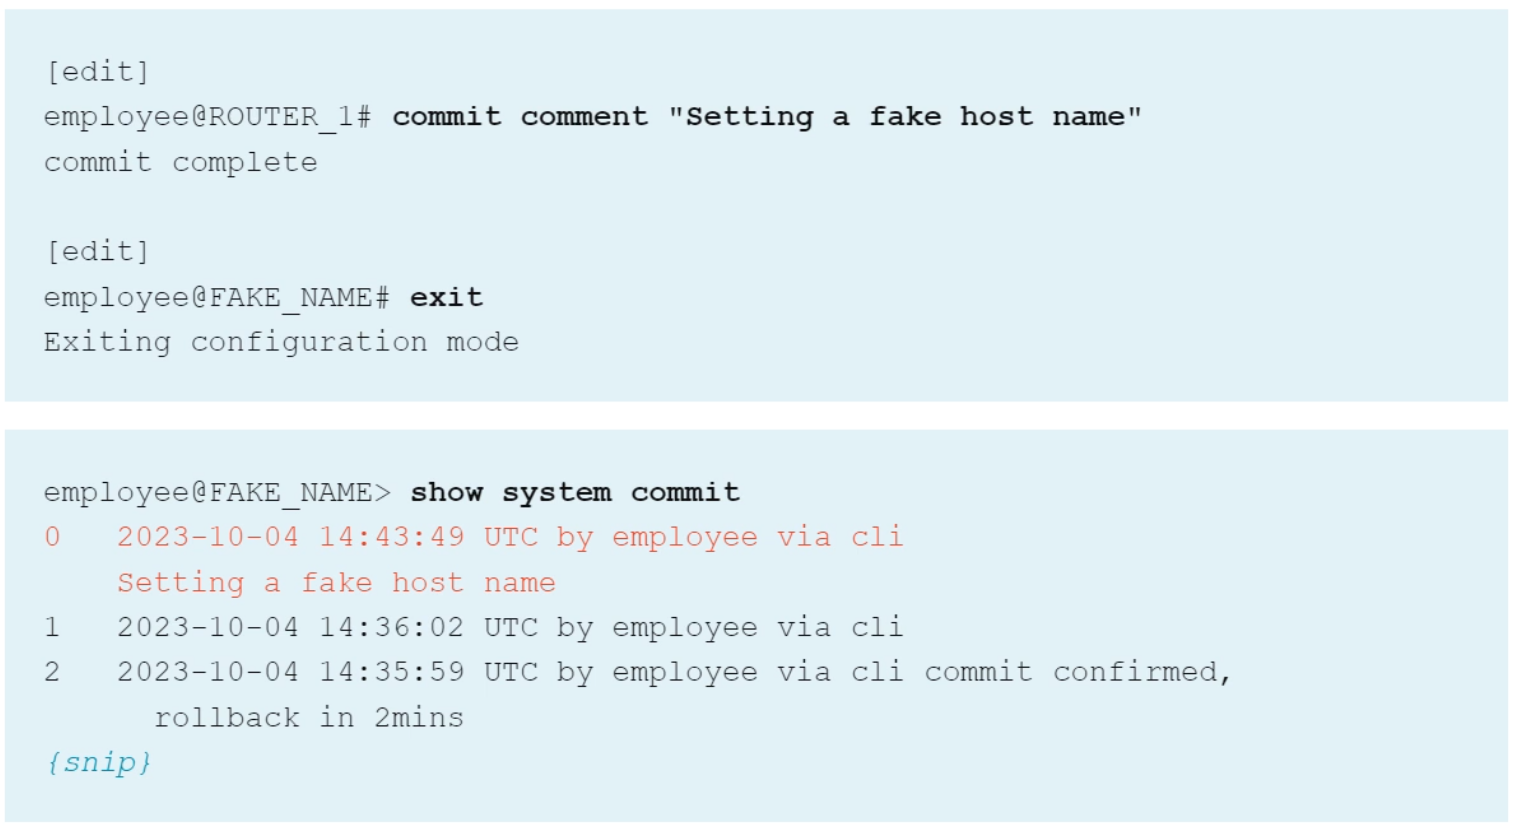 [edit]
employee@ROUTER_1# commit comment "Setting a fake host name"
commit complete
[edit]
employee@FAKE_NAME# exit
Exiting configuration mode
employee@FAKE_NAME> show system commit
0   2023-10-04 14:43:49 UTC by employee via cli
    Setting a fake host name
1   2023-10-04 14:36:02 UTC by employee via cli
2   2023-10-04 14:35:59 UTC by employee via cli commit confirmed,
      rollback in 2mins
{snip}